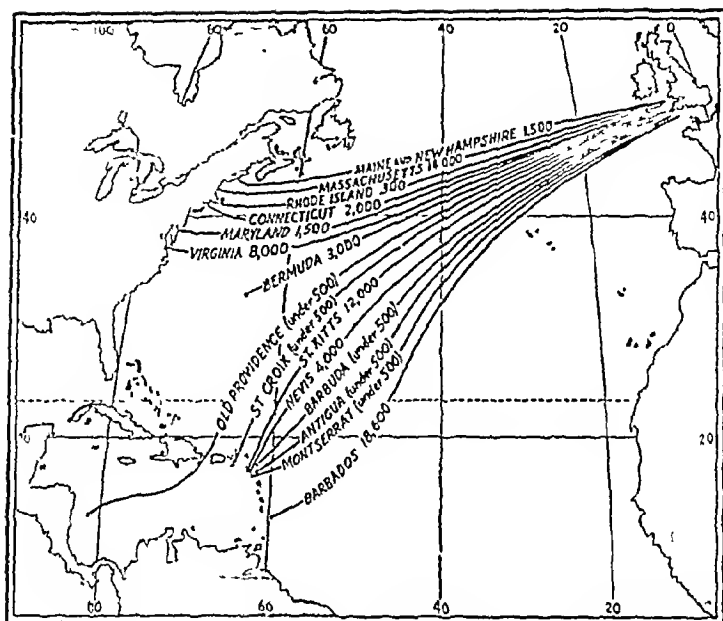 100 80 60 40 20 0
MAINE AND NEW HAMPSHIRE 1,500
MASSACHUSETTS 14,000
RHODE ISLAND 300
CONNECTICUT 2,000
MARYLAND 1,500
VIRGINIA 8,000
BERMUDA 3,000
OLD PROVIDENCE (under 500)
ST CROIX (under 500)
ST. KITTS 12,000
NEVIS 4,000
BARBUDA (under 500)
ANTIGUA (under 500)
MONTSERRAT (under 500)
BARBADOS 18,600
40 40
20
80 60 40 20